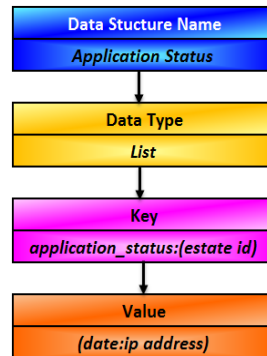 Data Stucture Name
Application Status
Data Type
List
Key
application_status:(estate id)
Value
(date:ip address)